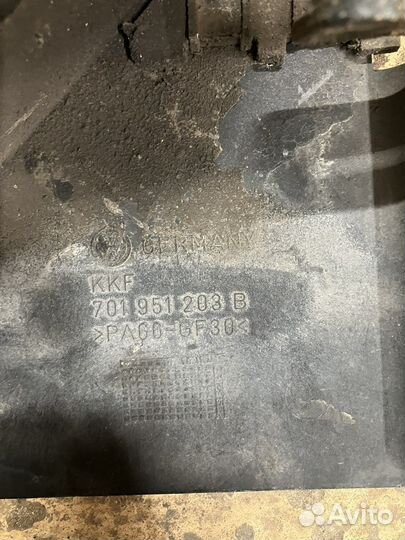 GERMANY
KKF
701 951 203 B
>PA66-GF30<
Avito